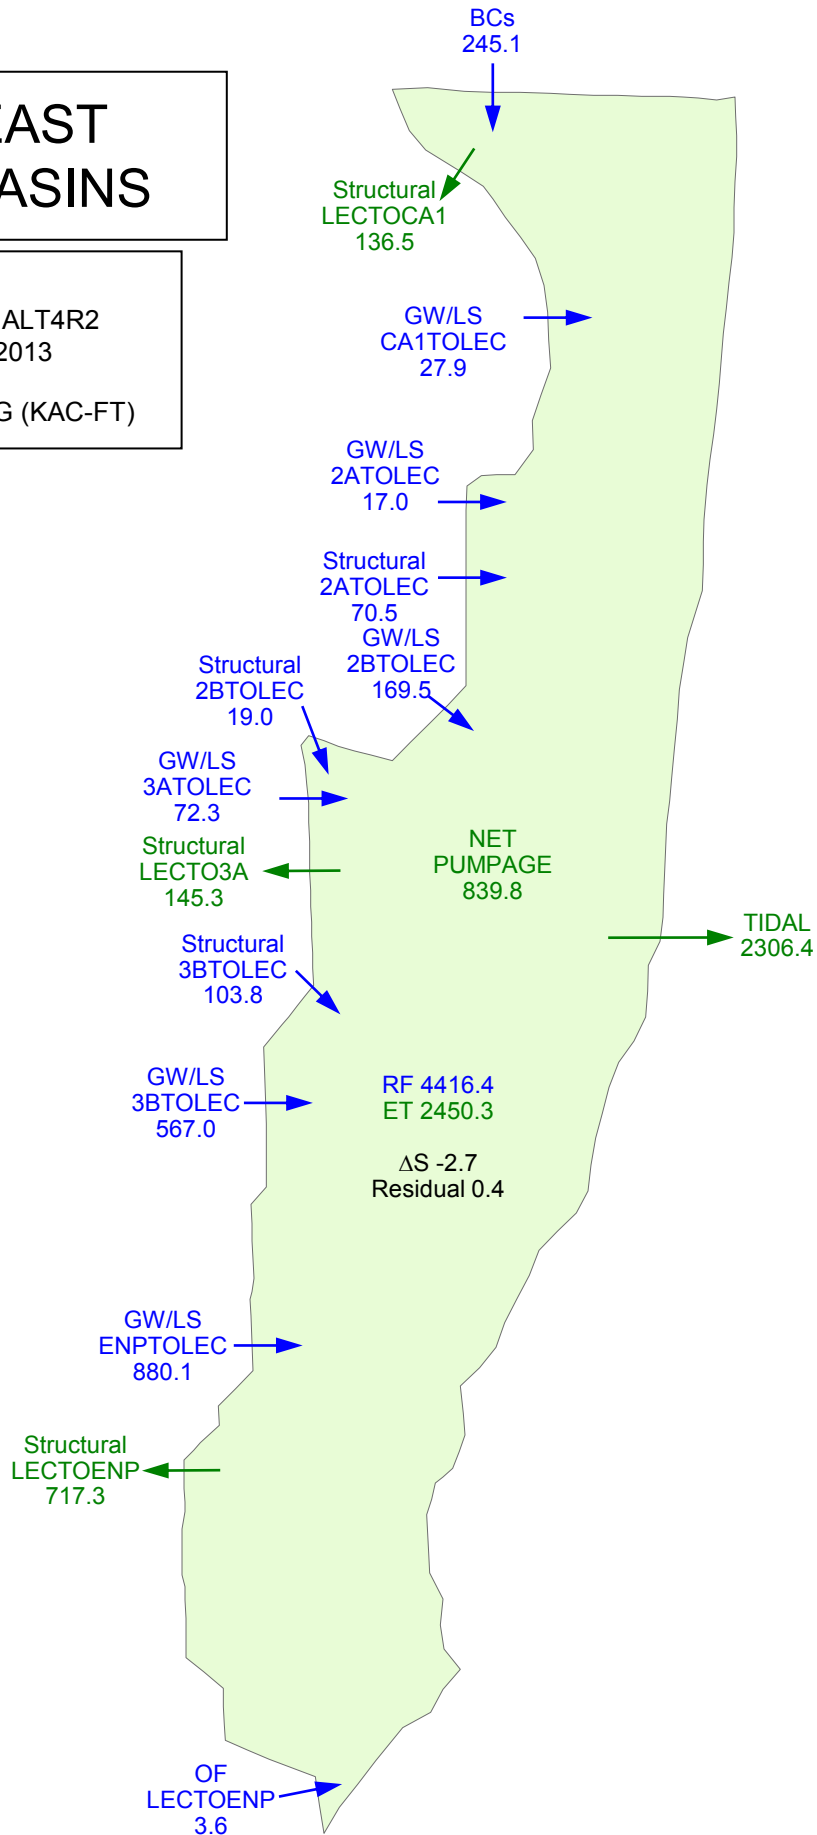 BCs
245.1
EAST
ASINS
ALT4R2
2013
G (KAC-FT)
Structural
LECTOCA1
136.5
GW/LS
CA1TOLEC
27.9
GW/LS
2ATOLEC
17.0
Structural
2ATOLEC
70.5
GW/LS
2BTOLEC
169.5
Structural
2BTOLEC
19.0
GW/LS
3ATOLEC
72.3
Structural
LECTO3A
145.3
NET
PUMPAGE
839.8
TIDAL
2306.4
Structural
3BTOLEC
103.8
GW/LS
3BTOLEC
567.0
RF 4416.4
ET 2450.3
ΔS -2.7
Residual 0.4
GW/LS
ENPTOLEC
880.1
Structural
LECTOENP
717.3
OF
LECTOENP
3.6